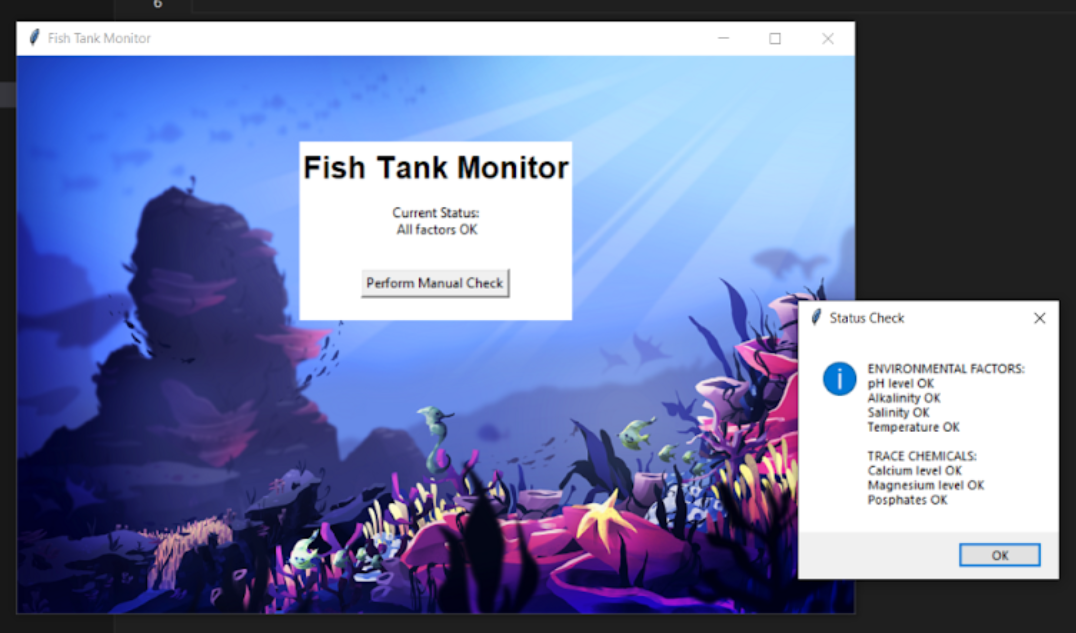 6
Fish Tank Monitor
Fish Tank Monitor
Current Status:
All factors OK
Perform Manual Check
Status Check
ENVIRONMENTAL FACTORS:
pH level OK
Alkalinity OK
Salinity OK
Temperature OK
TRACE CHEMICALS:
Calcium level OK
Magnesium level OK
Posphates OK
OK